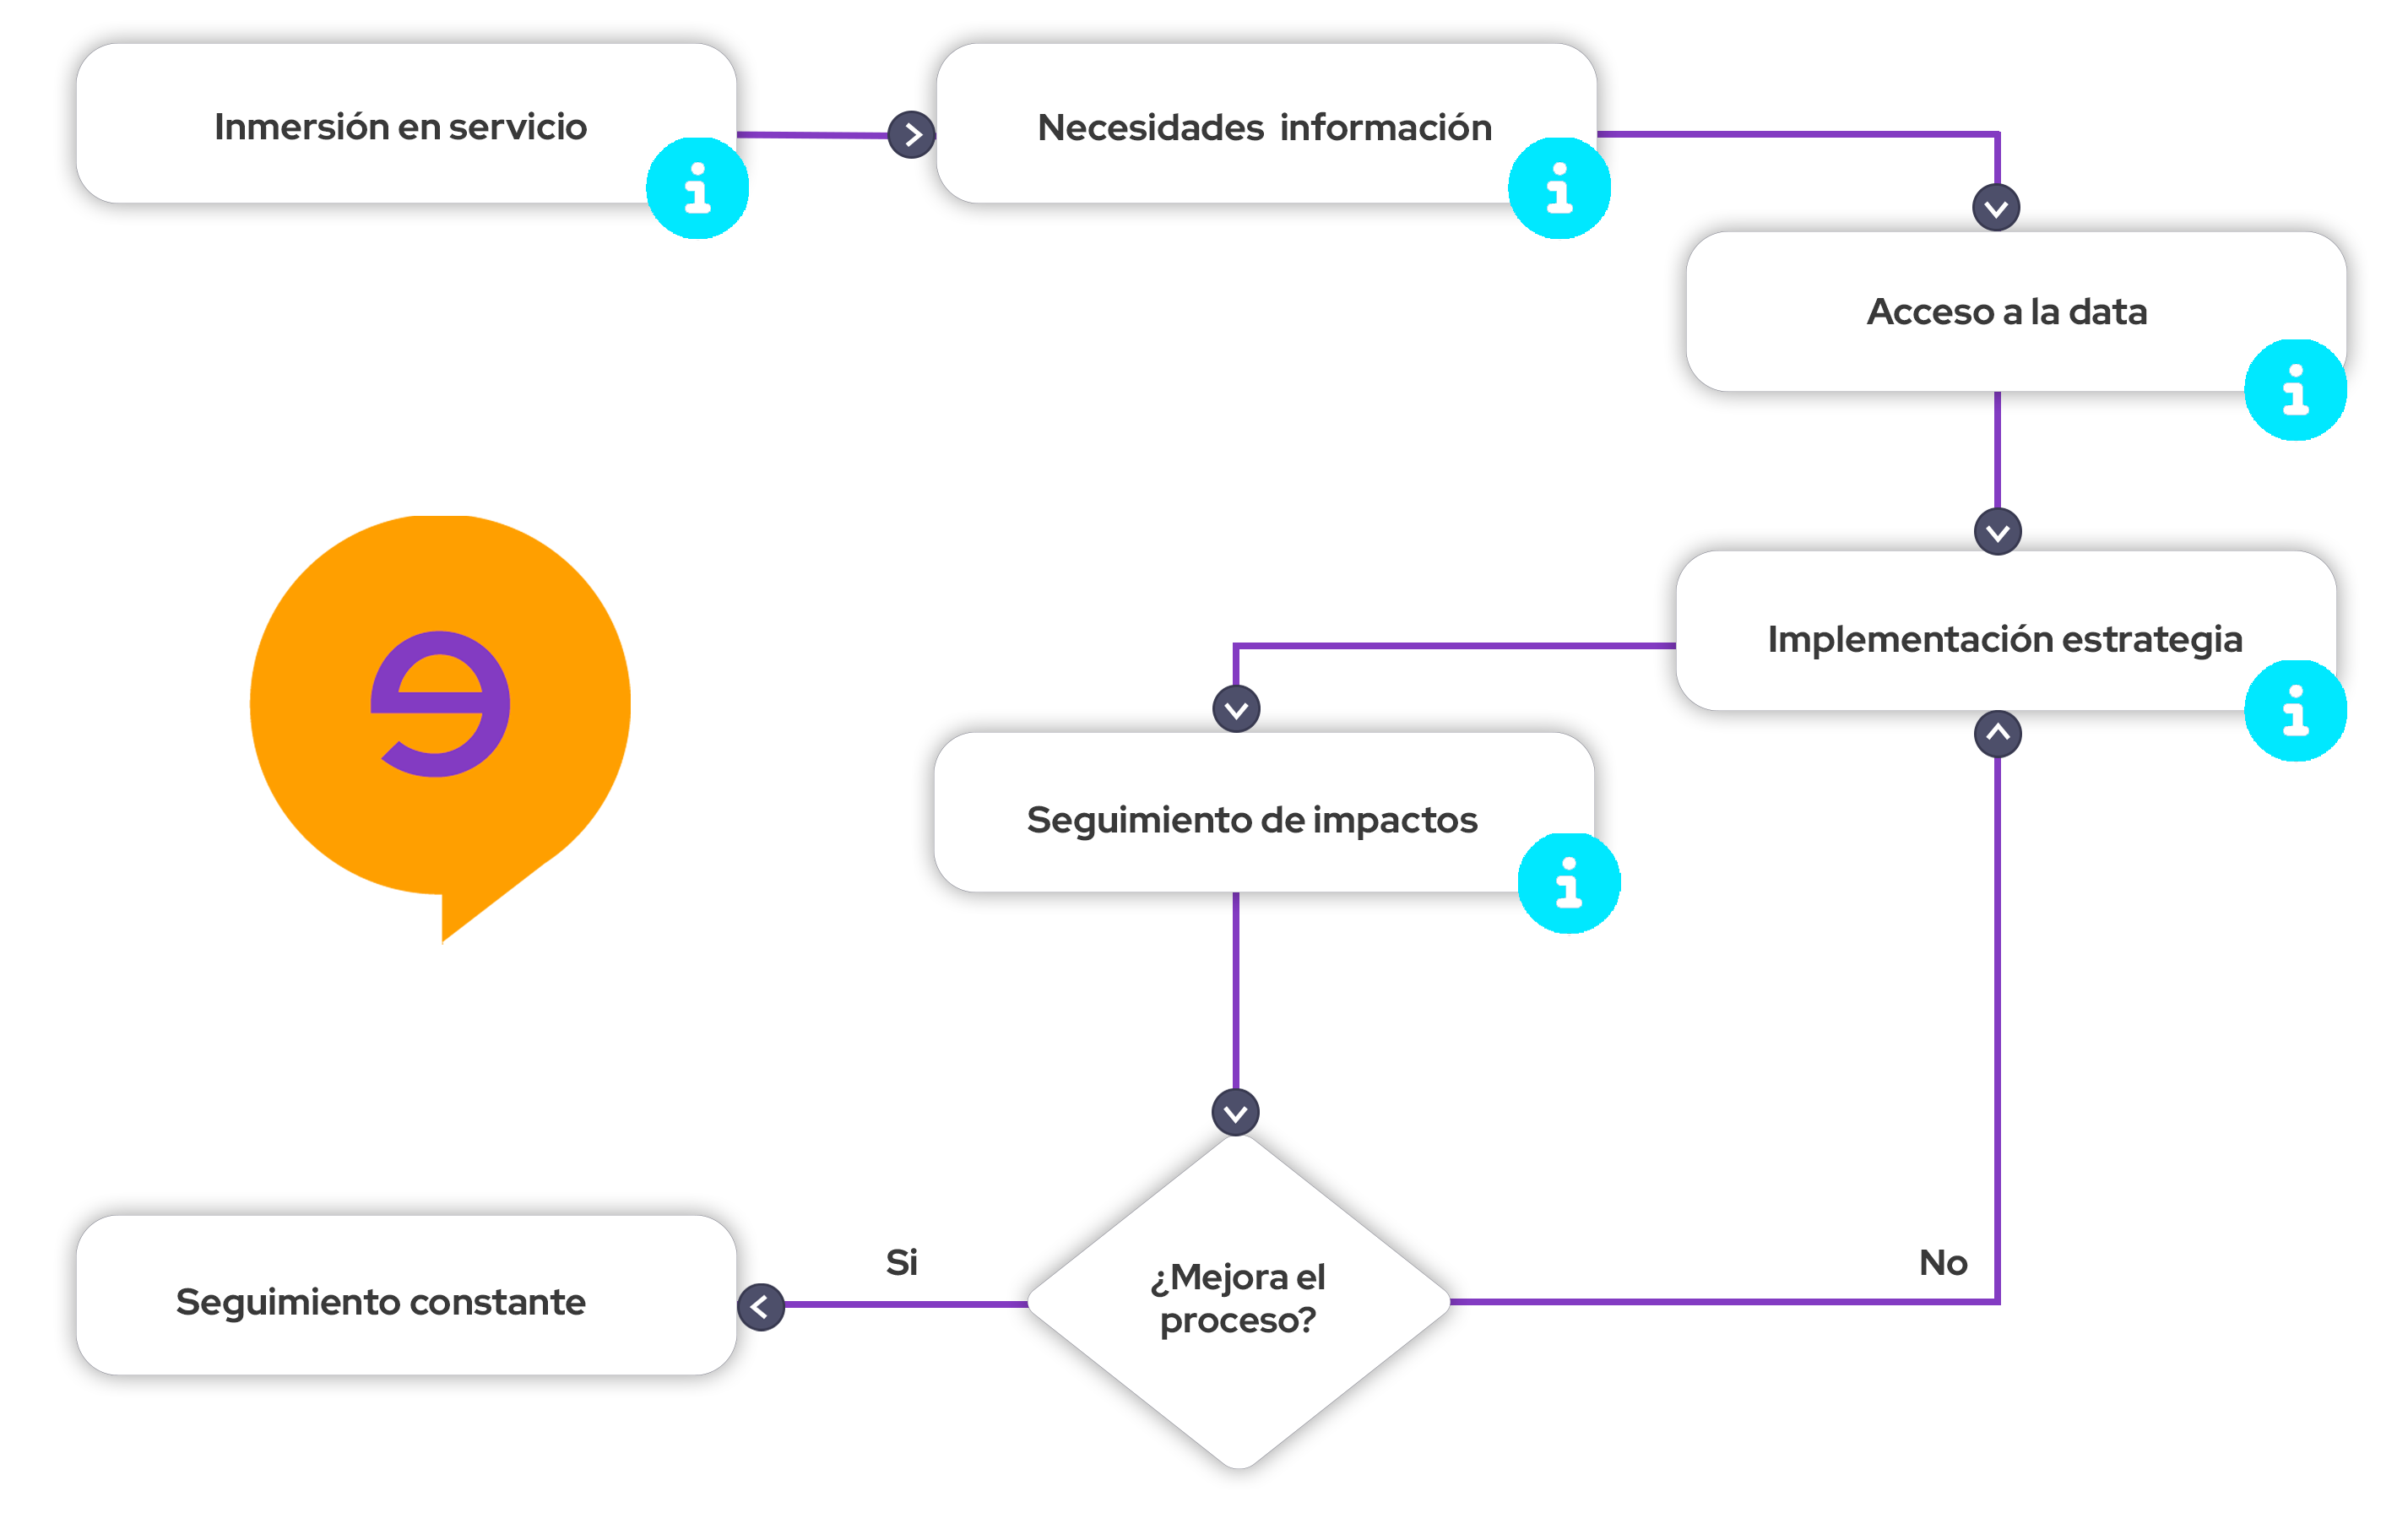 Inmersión en servicio
Necesidades información
Acceso a la data
Implementación estrategia
Seguimiento de impactos
¿Mejora el
proceso?
Si
No
Seguimiento constante